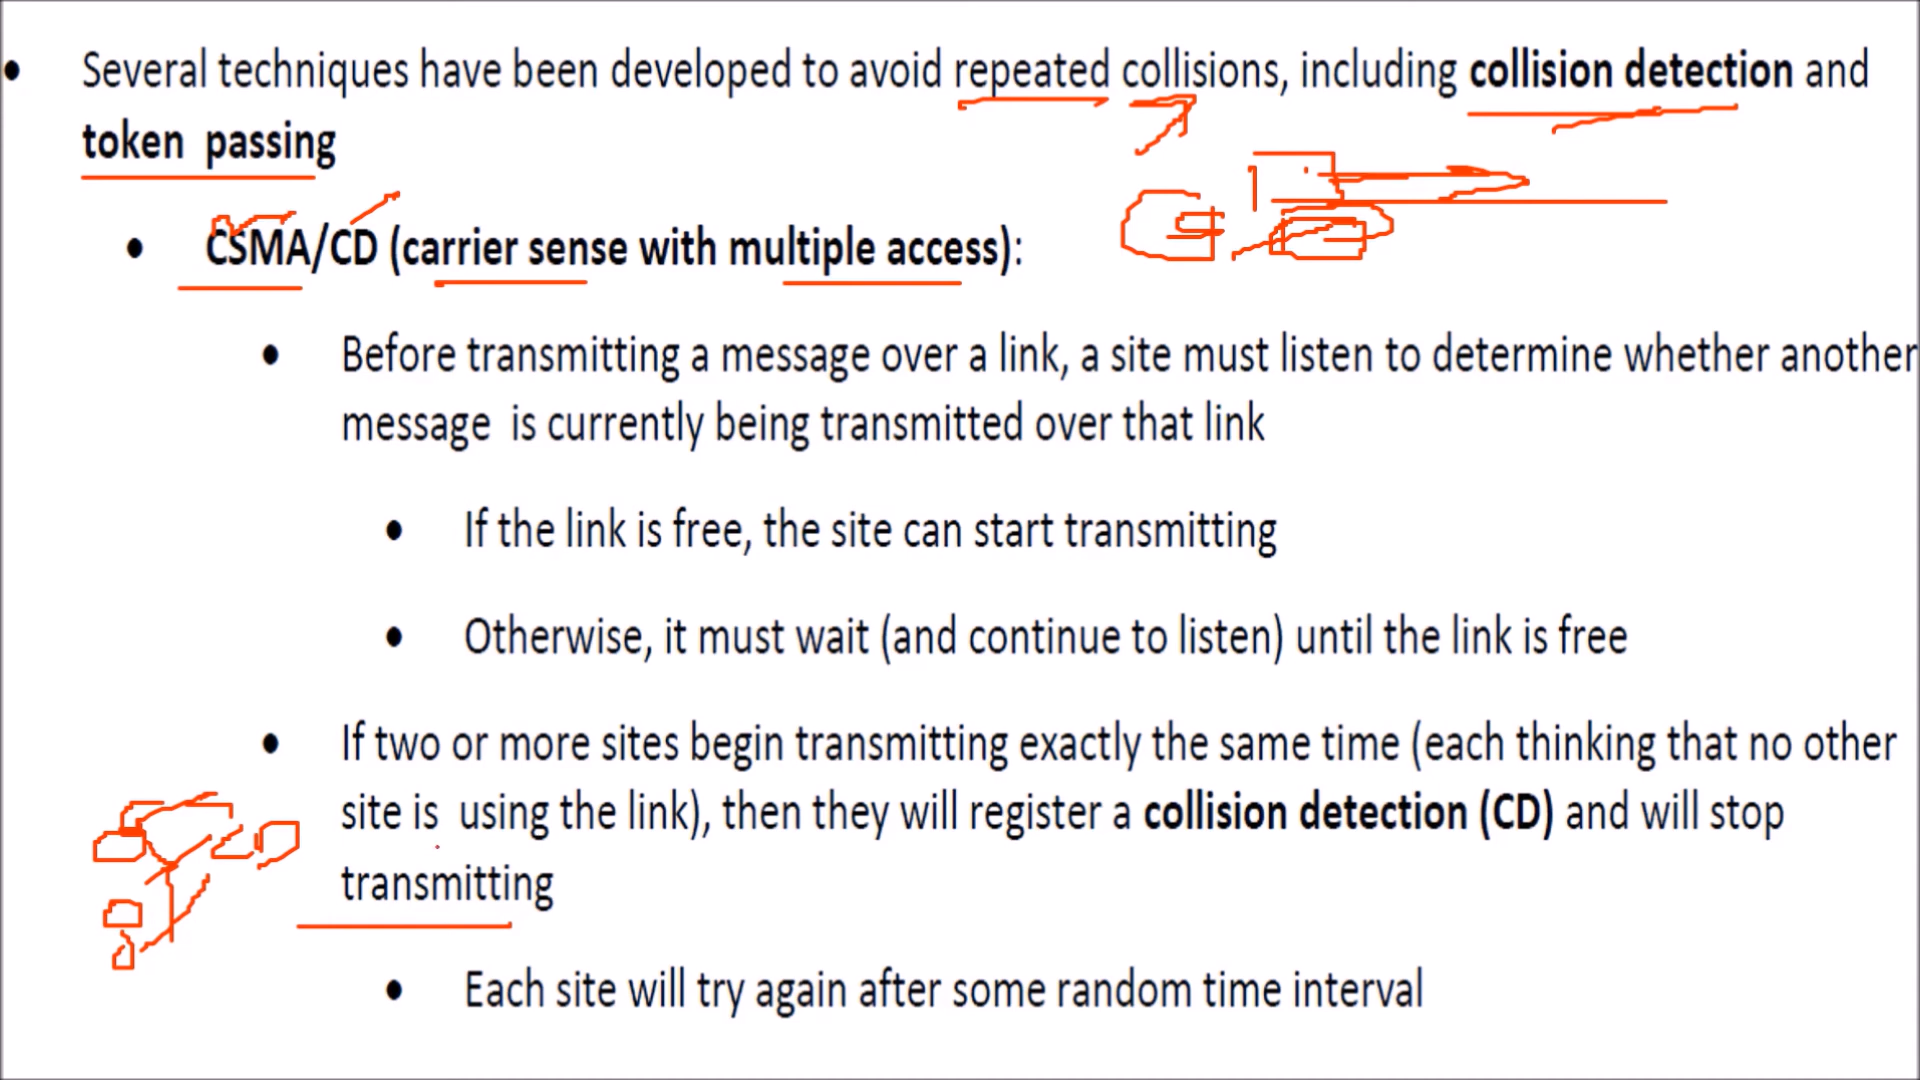 • Several techniques have been developed to avoid repeated collisions, including collision detection and
token passing
• CSMA/CD (carrier sense with multiple access):
• Before transmitting a message over a link, a site must listen to determine whether another
message is currently being transmitted over that link
• If the link is free, the site can start transmitting
• Otherwise, it must wait (and continue to listen) until the link is free
• If two or more sites begin transmitting exactly the same time (each thinking that no other
site is using the link), then they will register a collision detection (CD) and will stop
transmitting
• Each site will try again after some random time interval